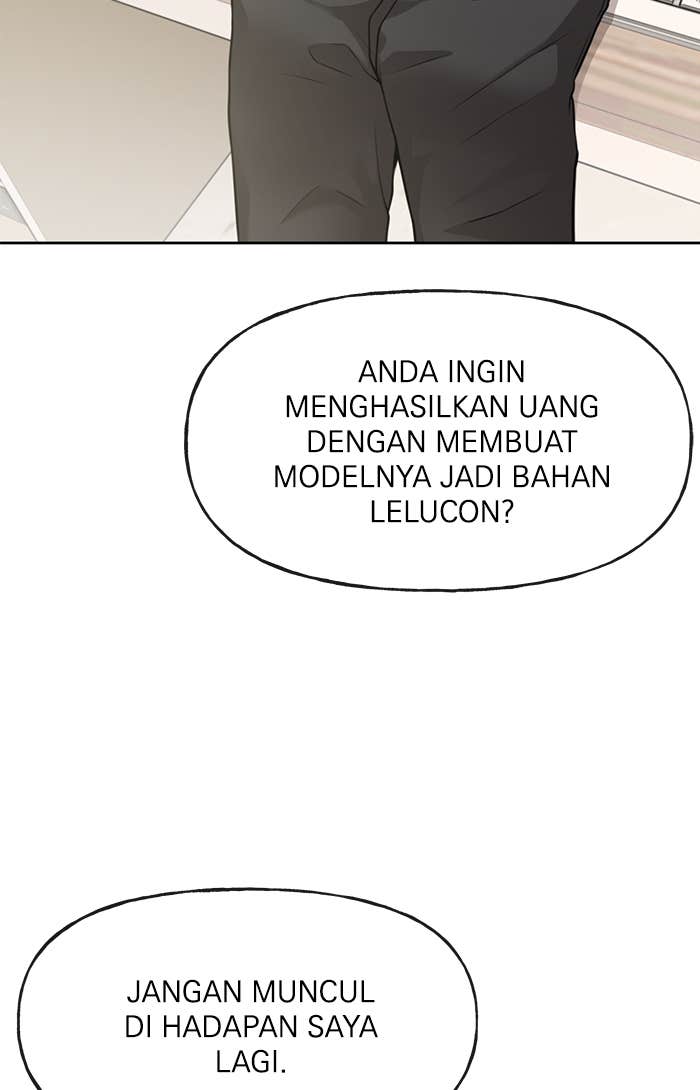 ANDA INGIN
MENGHASILKAN UANG
DENGAN MEMBUAT
MODELNYA JADI BAHAN
LELUCON?
JANGAN MUNCUL
DI HADAPAN SAYA
LAGI.